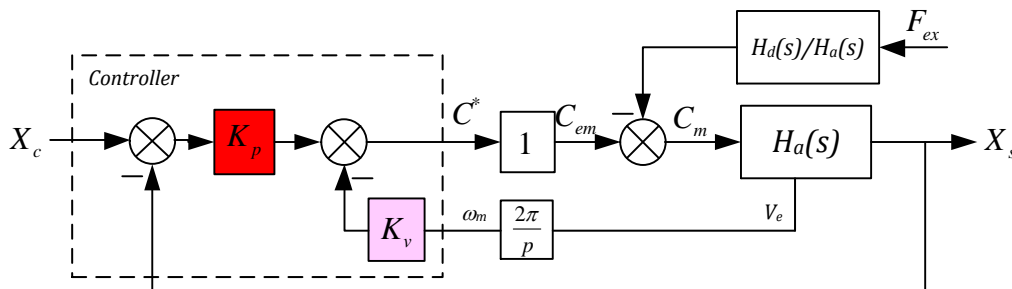 F_ex
H_d(s)/H_a(s)
Controller
X_c
−
K_p
−
C*
1
C_em
−
C_m
H_a(s)
X_s
K_v
ω_m
2π/p
V_e